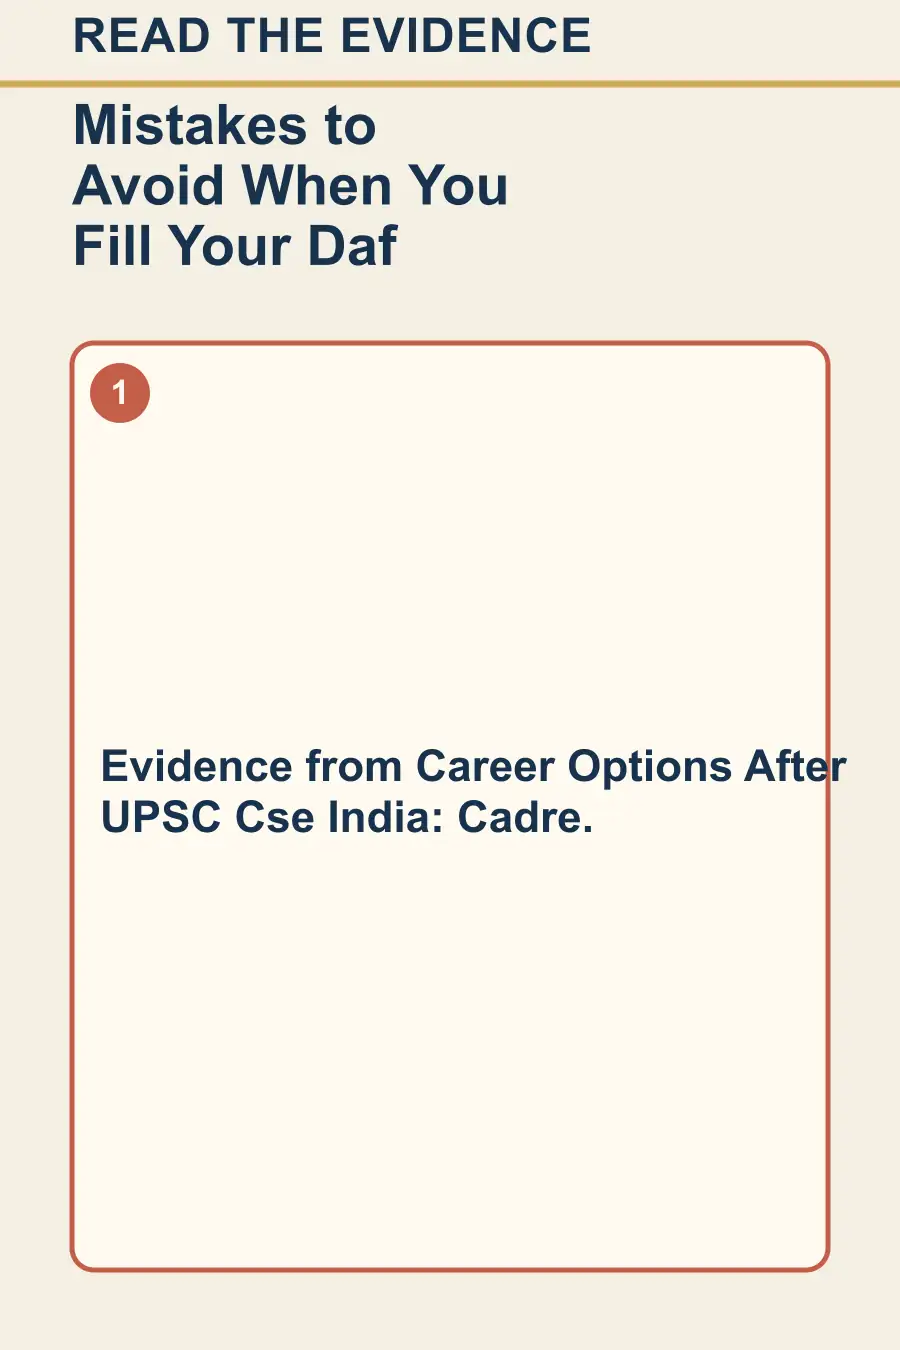 READ THE EVIDENCE
Mistakes to
Avoid When You
Fill Your Daf
1
Evidence from Career Options After
UPSC Cse India: Cadre.